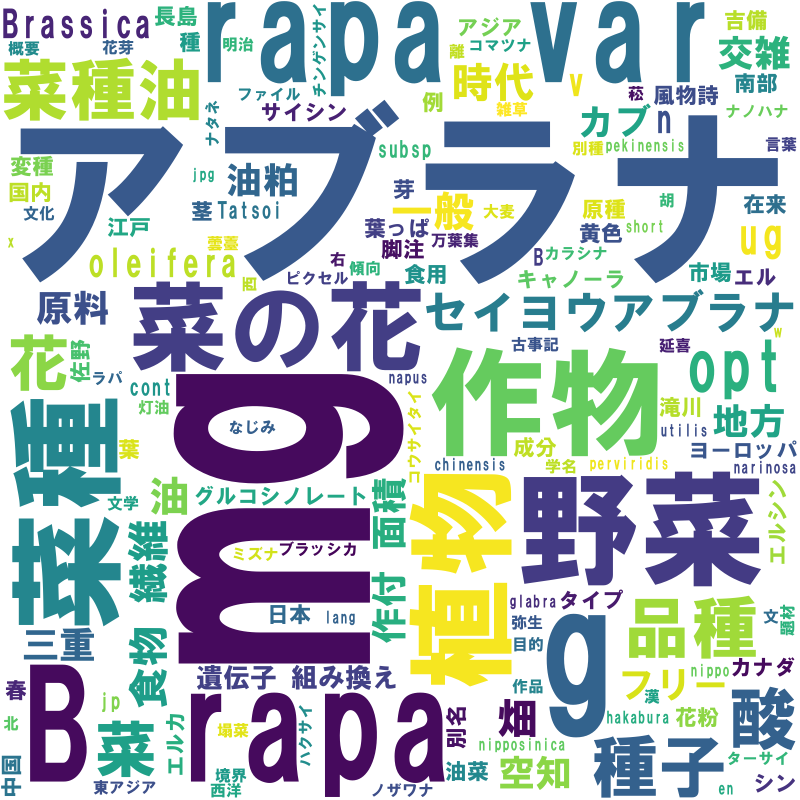 Brassica
長島
種
rapa var
アジア
吉備
概要
花芽
明治
チンゲンサイ
離
コマツナ
交雑
菜種油
ファイル
時代
v
風物詩
南部
ナタネ
サイシン
例
雑草
カブ
n
菘
ナノハナ
アブラナ
subsp
別種
pekinensis
言葉
変種
jpg
油粕
芽
一般
大麦
原種
胡
在来
国内
文化
江戸
茎
Tatsoi
葉っぱ
万葉集
黄色
short
ug
x
蕓薹
脚注
B
カラシナ
oleifera
西
右
傾向
ピクセル
食用
キャノーラ
市場
エル
原料
菜の花
セイヨウアブラナ
花
佐野
古事記
延喜
w
ラパ
cont
napus
作物
opt
灯油
mg
なじみ
コウサイタイ
滝川
地方
utilis
菜種
葉
成分
ヨーロッパ
chinensis
学名
perviridis
narinosa
文学
油
グルコシノレート
面積
植物
野菜
エルシン
繊維
ミズナ
ブラッシカ
作付
日本
lang
glabra
タイプ
弥生
目的
g
品種
文
題材
三重
食物
遺伝子
組み換え
作品
フリー
nippo
カナダ
春
B
jp
菜
エルカ
rapa
別名
畑
漢
hakabura
花粉
酸
北
塌菜
ハクサイ
nipposinica
種子
ターサイ
中国
東アジア
境界
西洋
ノザワナ
油菜
空知
en
シン